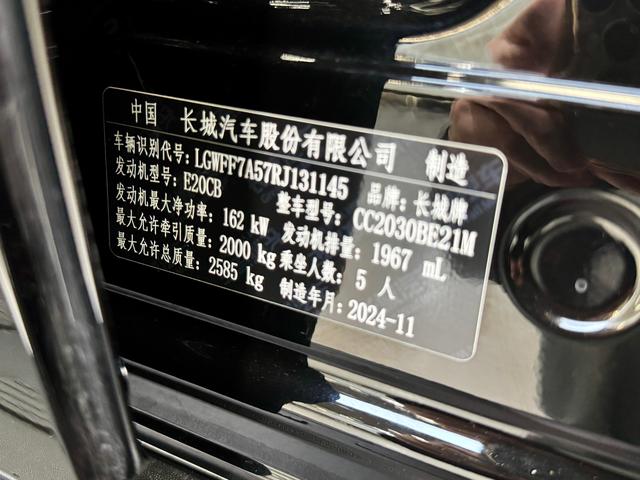 中国 长城汽车股份有限公司 制造
车辆识别代号：LGWFF7A57RJ131145 品牌：长城牌
发动机型号：E20CB 整车型号：CC2030BE21M
发动机最大净功率：162 kW 发动机排量：1967 mL
最大允许牵引质量：2000 kg 乘坐人数：5 人
最大允许总质量：2585 kg 制造年月：2024-11